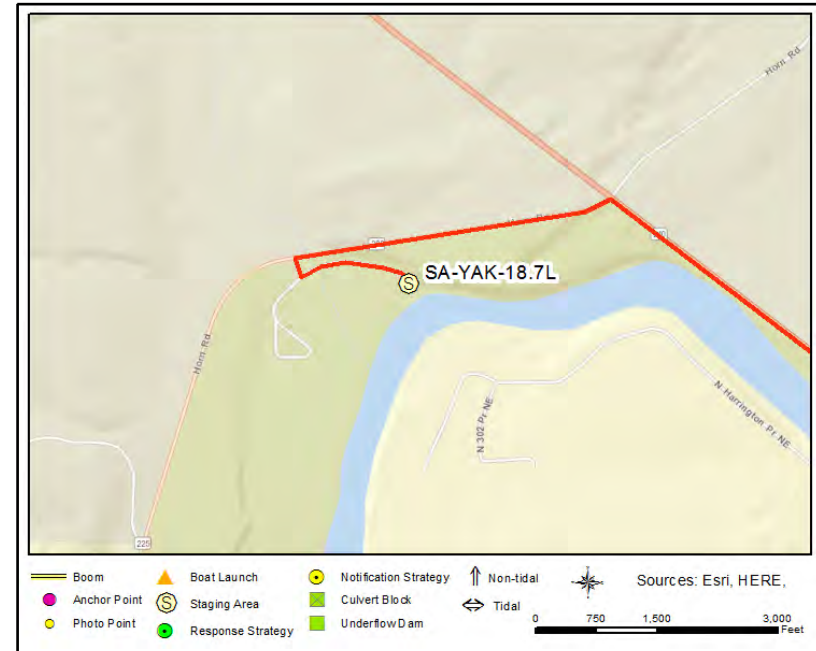 Horn Rd
SA-YAK-18.7L
Horn Rd
N 302 Pr NE
N Harrington Pr NE
225
Boom
Anchor Point
Photo Point
Boat Launch
S Staging Area
Response Strategy
Notification Strategy
Culvert Block
Underflow Dam
Non-tidal
Tidal
Sources: Esri, HERE,
0 750 1,500 3,000
Feet